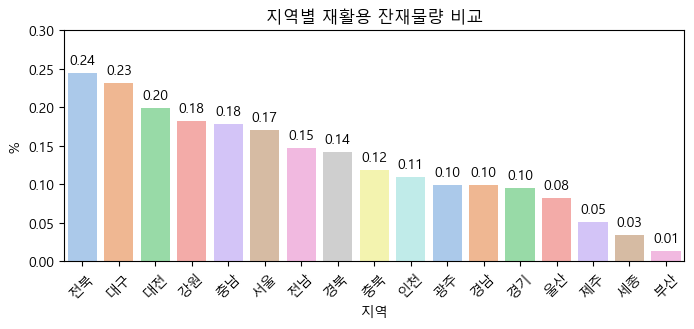 지역별 재활용 잔재물량 비교
%
0.30
0.25
0.20
0.15
0.10
0.05
0.00
0.24
0.23
0.20
0.18
0.18
0.17
0.15
0.14
0.12
0.11
0.10
0.10
0.10
0.08
0.05
0.03
0.01
전북
대구
대전
강원
충남
서울
전남
경북
충북
인천
광주
경남
경기
울산
제주
세종
부산
지역